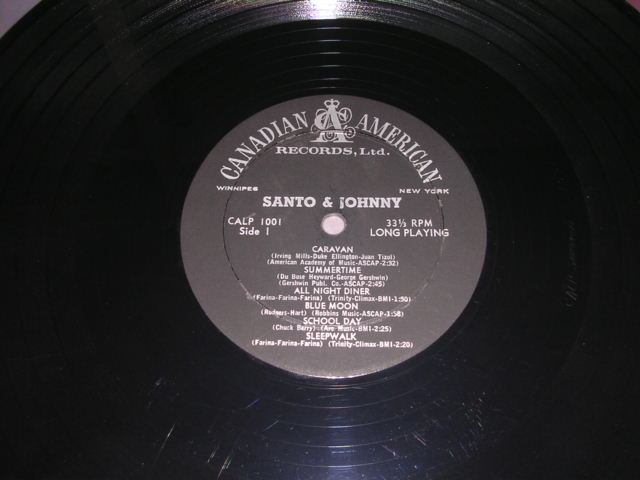 CANADIAN AMERICAN
RECORDS, Ltd.
WINNIPEG NEW YORK
SANTO & JOHNNY
CALP 1001 33⅓ RPM
Side 1 LONG PLAYING
CARAVAN
(Irving Mills-Duke Ellington-Juan Tizol)
(American Academy of Music-ASCAP-2:32)
SUMMERTIME
(Du Bose Heyward-George Gershwin)
(Gershwin Publ. Co.-ASCAP-2:45)
ALL NIGHT DINER
(Farina-Farina-Farina) (Trinity-Climax-BMI-1:50)
BLUE MOON
(Rodgers-Hart) (Robbins Music-ASCAP-1:58)
SCHOOL DAY
(Chuck Berry) (Arc Music-BMI-2:25)
SLEEPWALK
(Farina-Farina-Farina) (Trinity-Climax-BMI-2:20)